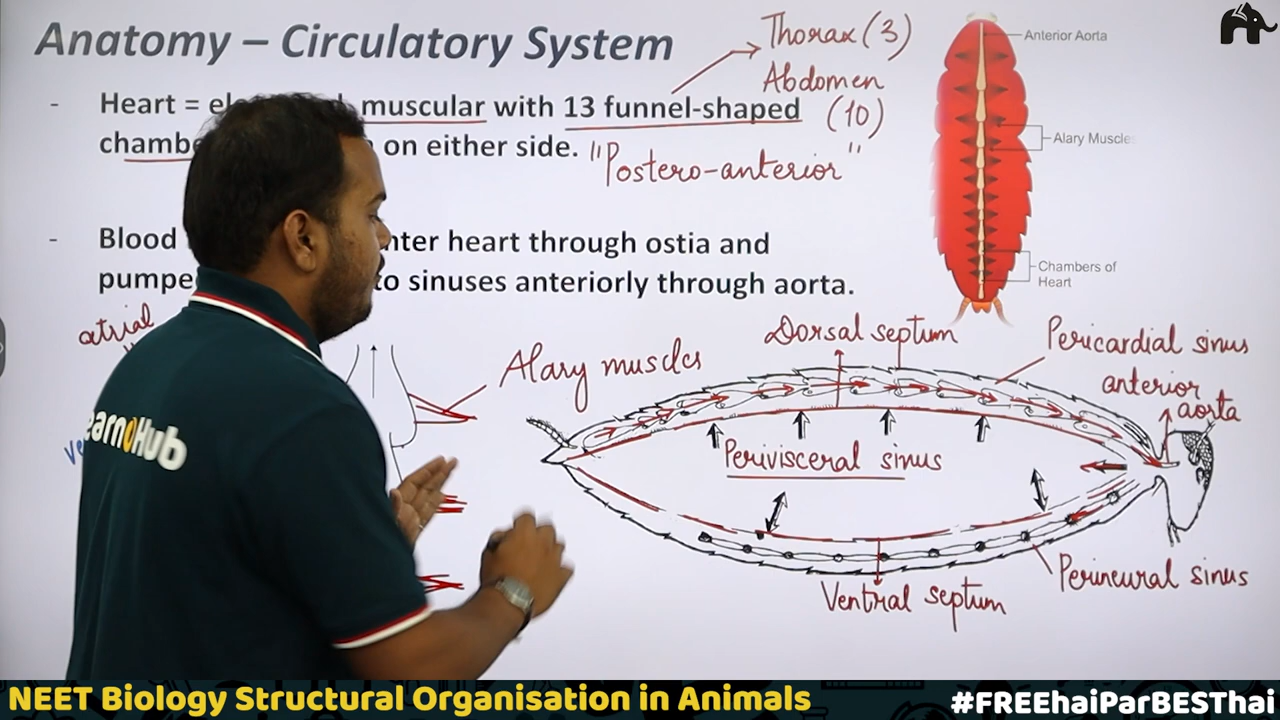 Anatomy – Circulatory System
Thorax (3)
Abdomen
(10)
- Heart = muscular with 13 funnel-shaped
on either side.
"Postero-anterior"
- Blood heart through ostia and
to sinuses anteriorly through aorta.
atrial
Anterior Aorta
Alary Muscles
Chambers of
Heart
Alary muscles
Dorsal septum
Pericardial sinus
anterior
aorta
Perivisceral sinus
Perineural sinus
Ventral septum
NEET Biology Structural Organisation in Animals
#FREEhaiParBESThai